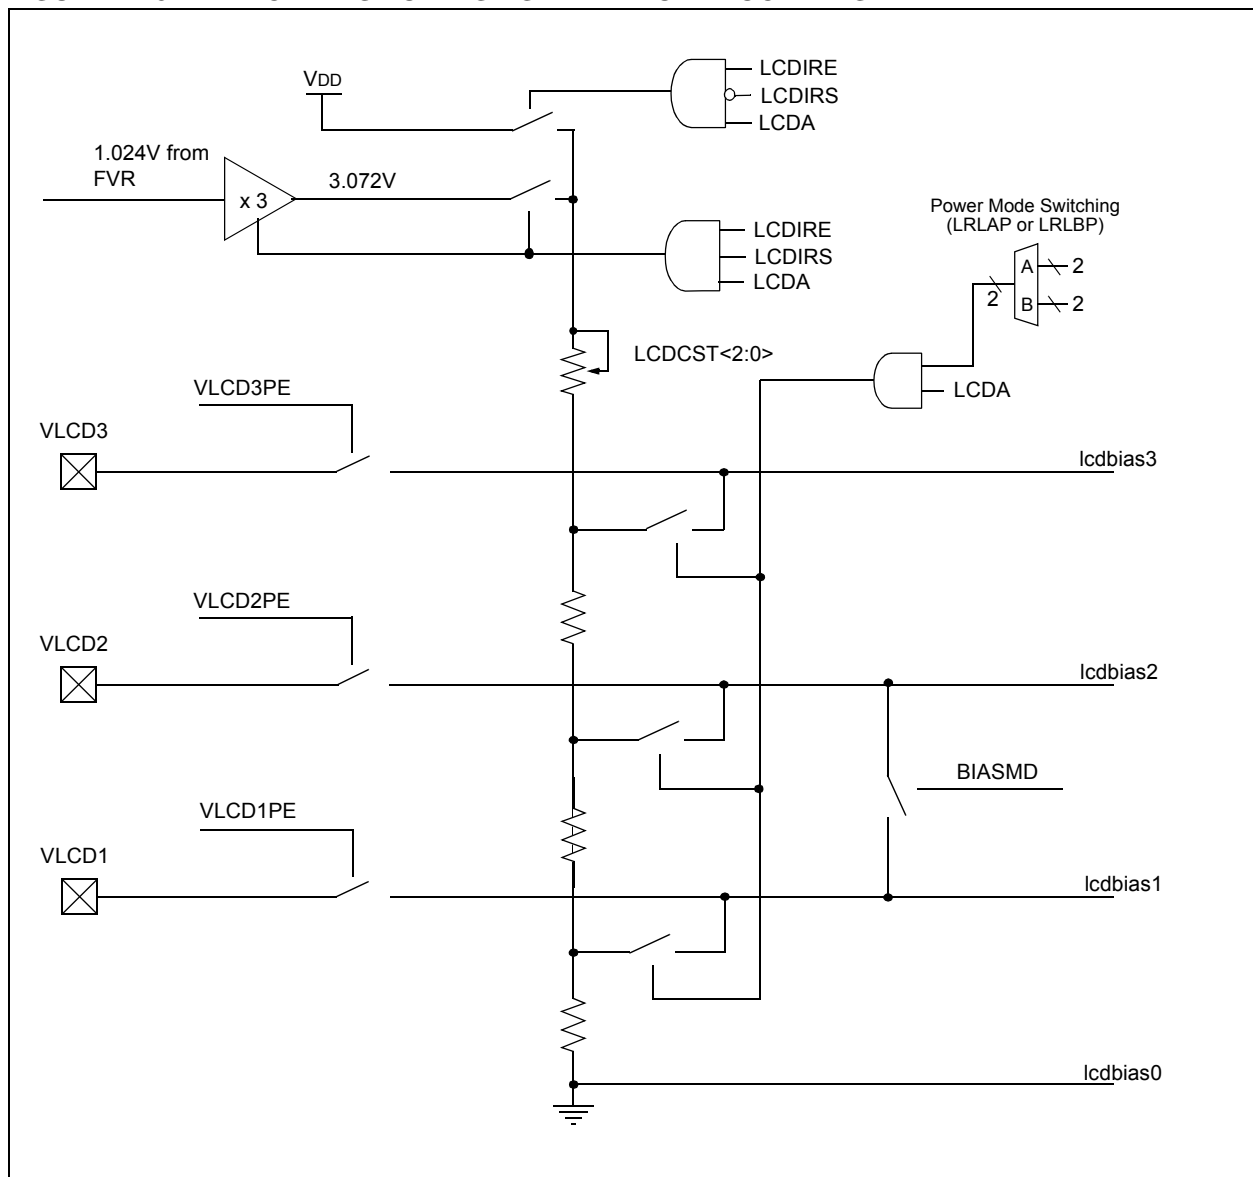 VDD
LCDIRE
LCDIRS
LCDA
1.024V from
FVR
x 3
3.072V
LCDIRE
LCDIRS
LCDA
Power Mode Switching
(LRLAP or LRLBP)
A
2
2
B
2
LCDCST<2:0>
LCDA
VLCD3PE
VLCD3
lcdbias3
VLCD2PE
VLCD2
lcdbias2
BIASMD
VLCD1PE
VLCD1
lcdbias1
lcdbias0